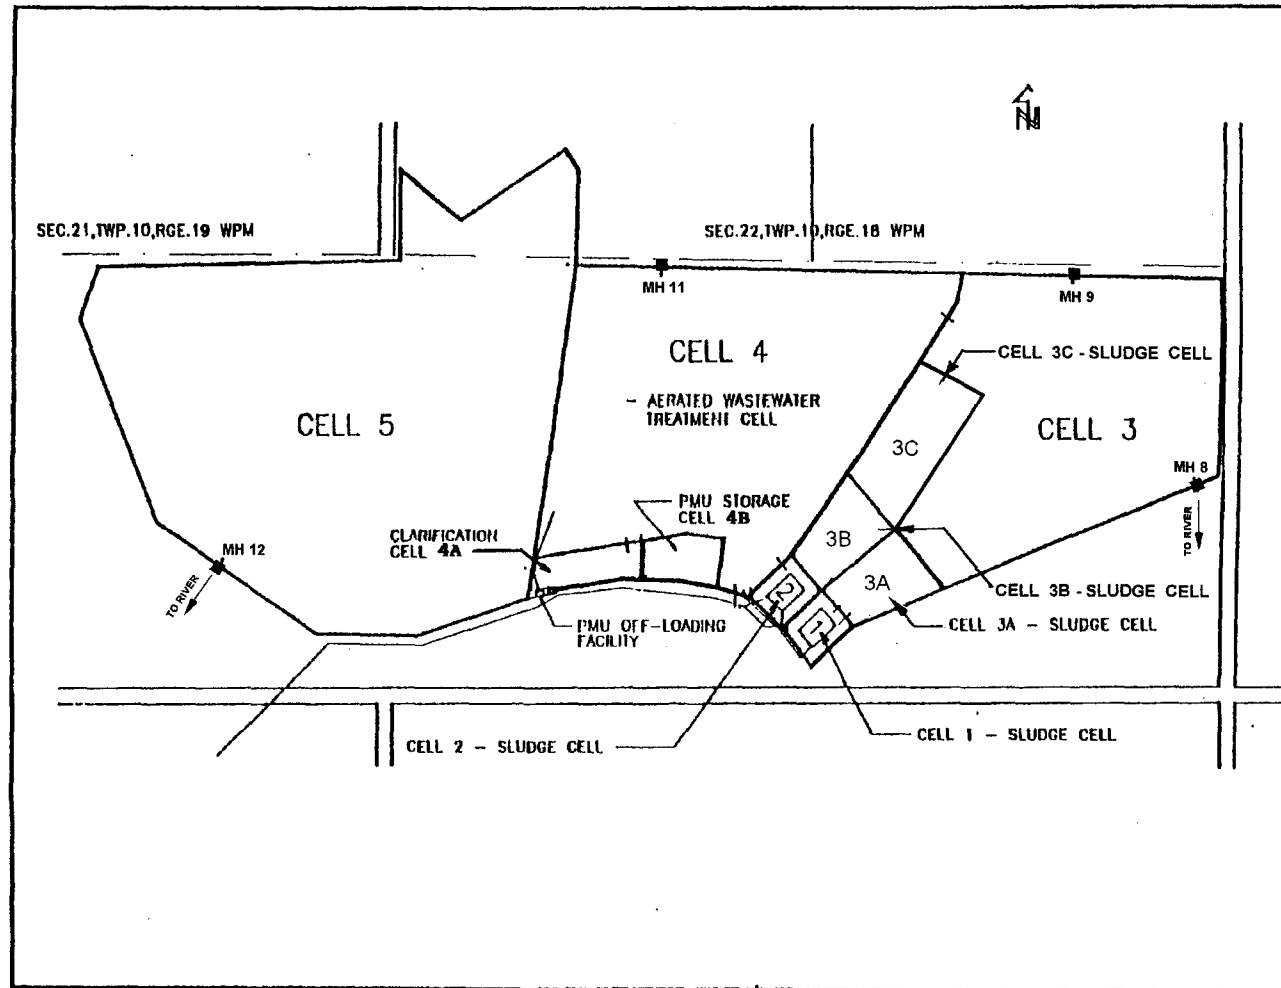 N
SEC.21,TWP.10,RGE.19 WPM
SEC.22,TWP.10,RGE.18 WPM
MH 11
MH 9
CELL 4
CELL 3C - SLUDGE CELL
- AERATED WASTEWATER
TREATMENT CELL
CELL 5
CELL 3
3C
MH 8
PMU STORAGE
CELL 4B
CLARIFICATION
CELL 4A
3B
TO RIVER
MH 12
3A
CELL 3B - SLUDGE CELL
TO RIVER
2
1
PMU OFF-LOADING
FACILITY
CELL 3A - SLUDGE CELL
CELL 2 - SLUDGE CELL
CELL 1 - SLUDGE CELL